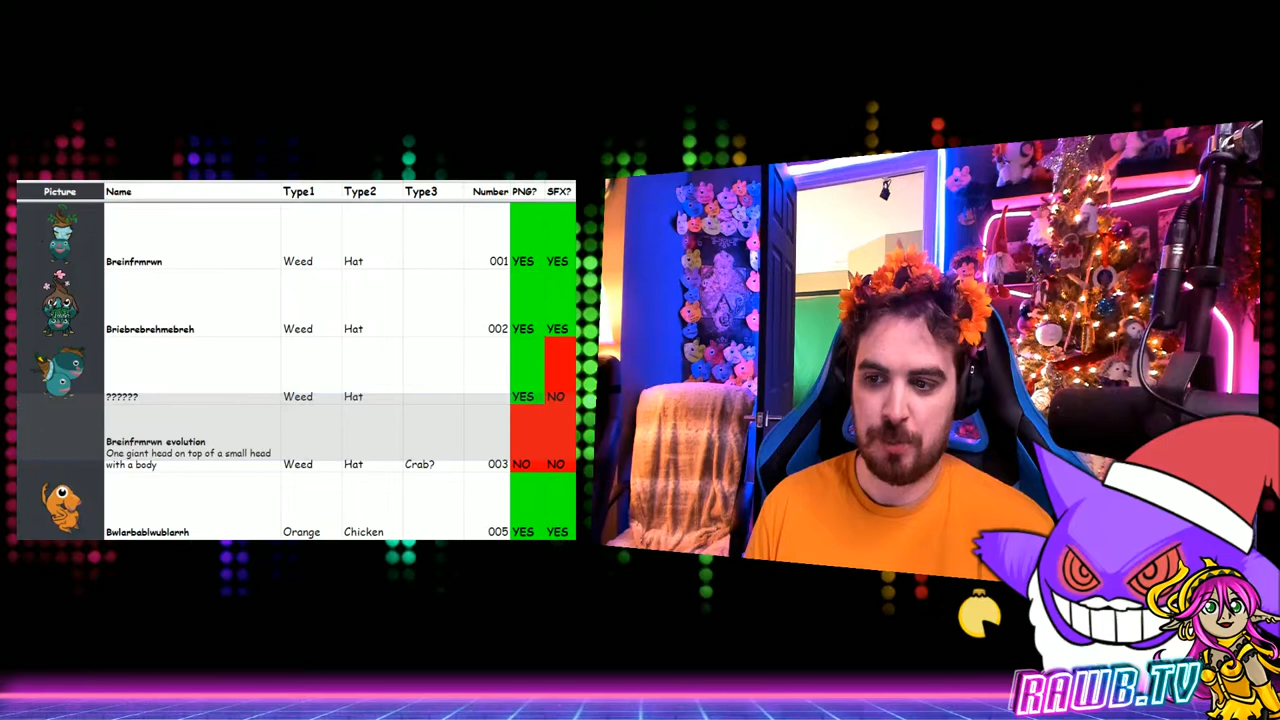 Picture Name Type1 Type2 Type3 Number PNG? SFX?
Breinfrmrwn Weed Hat 001 YES YES
Briebrebrehmebreh Weed Hat 002 YES YES
?????? Weed Hat YES NO
Breinfrmrwn evolution
One giant head on top of a small head
with a body Weed Hat Crab? 003 NO NO
Bwlarbablwublarrh Orange Chicken 005 YES YES
RAWB.TV